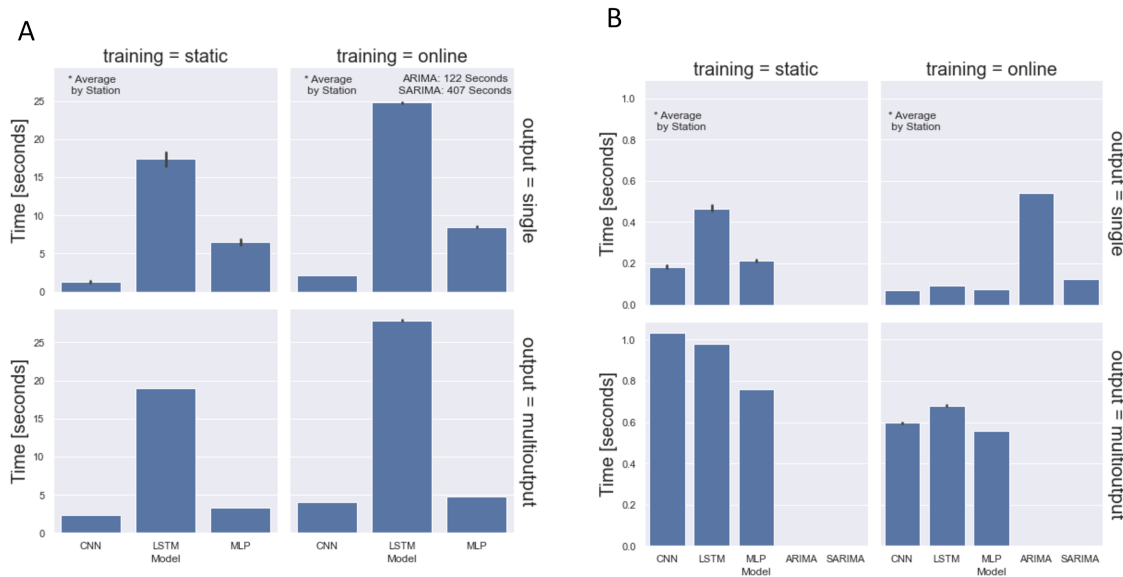 A
training = static
training = online
* Average
by Station
* Average
by Station
ARIMA: 122 Seconds
SARIMA: 407 Seconds
Time [seconds]
25
20
15
10
5
0
output = single
Time [seconds]
25
20
15
10
5
0
output = multioutput
CNN LSTM MLP
Model
CNN LSTM MLP
Model
B
training = static
training = online
* Average
by Station
* Average
by Station
Time [seconds]
1.0
0.8
0.6
0.4
0.2
0.0
output = single
Time [seconds]
1.0
0.8
0.6
0.4
0.2
0.0
output = multioutput
CNN LSTM MLP ARIMA SARIMA
Model
CNN LSTM MLP ARIMA SARIMA
Model